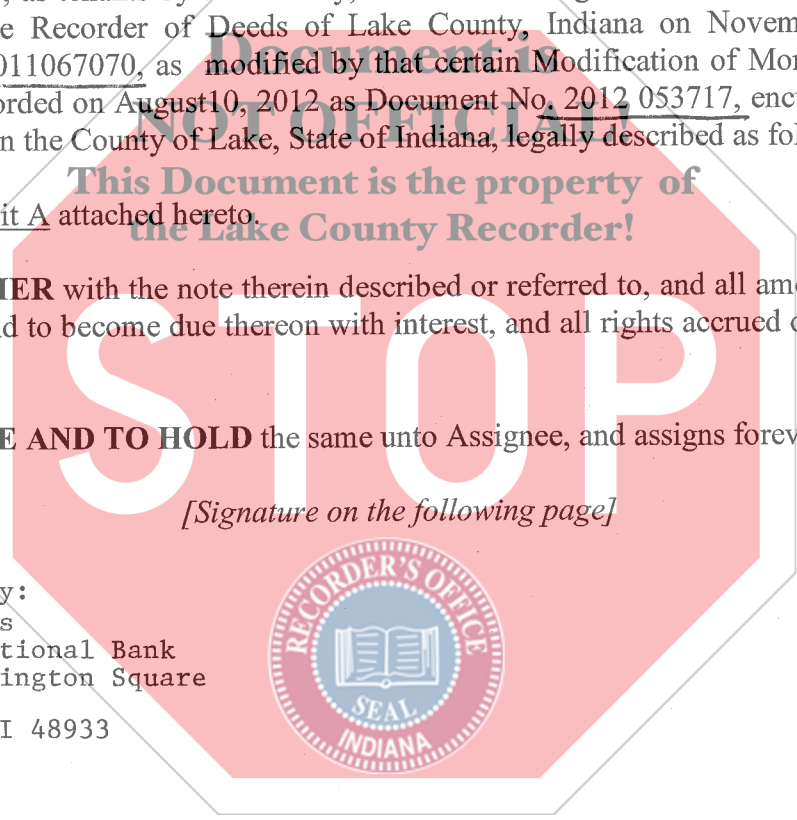 e Recorder of Deeds of Lake County, Indiana on Novem
011067070, as modified by that certain Modification of Mor
orded on August10, 2012 as Document No. 2012 053717, enc
n the County of Lake, State of Indiana, legally described as fol
Document is
NOT OFFICIAL!
This Document is the property of
the Lake County Recorder!
it A attached hereto.
HER with the note therein described or referred to, and all am
d to become due thereon with interest, and all rights accrued
STOP
E AND TO HOLD the same unto Assignee, and assigns forev
[Signature on the following page]
y:
s
tional Bank
ington Square
I 48933
RECORDER'S OFFICE
SEAL
INDIANA